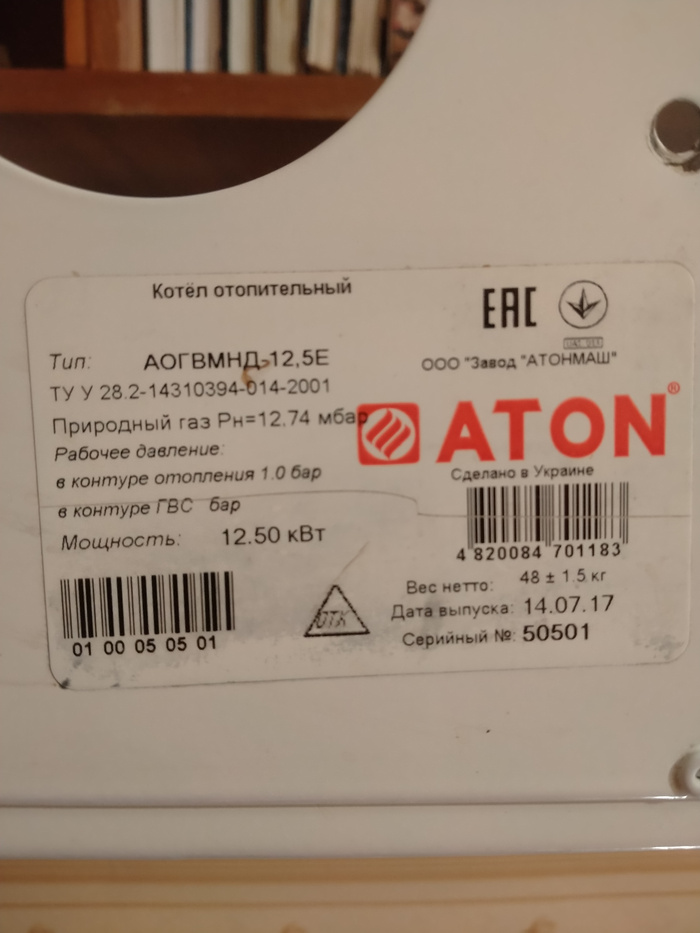 Котёл отопительный
EAC
Тип: АОГВМНД-12,5Е
ООО "Завод "АТОНМАШ"
ТУ У 28.2-14310394-014-2001
Природный газ Рн=12,74 мбар
ATON®
Рабочее давление:
в контуре отопления 1.0 бар
Сделано в Украине
в контуре ГВС бар
Мощность: 12.50 кВт
4 820084 701183
Вес нетто: 48 ± 1.5 кг
Дата выпуска: 14.07.17
Серийный №: 50501
ОТК
01 00 05 05 01